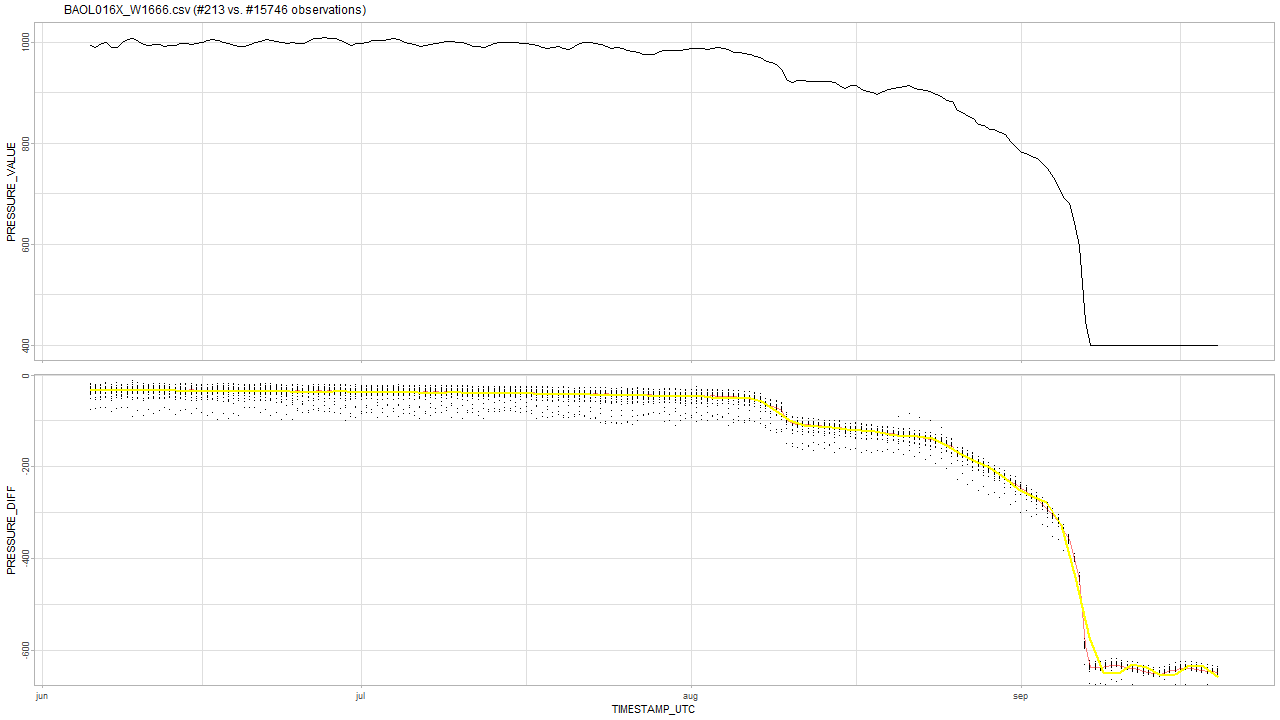 BAOL016X_W1666.csv (#213 vs. #15746 observations)
PRESSURE_VALUE
1000
800
600
400
PRESSURE_DIFF
0
-200
-400
-600
jun
jul
aug
sep
TIMESTAMP_UTC